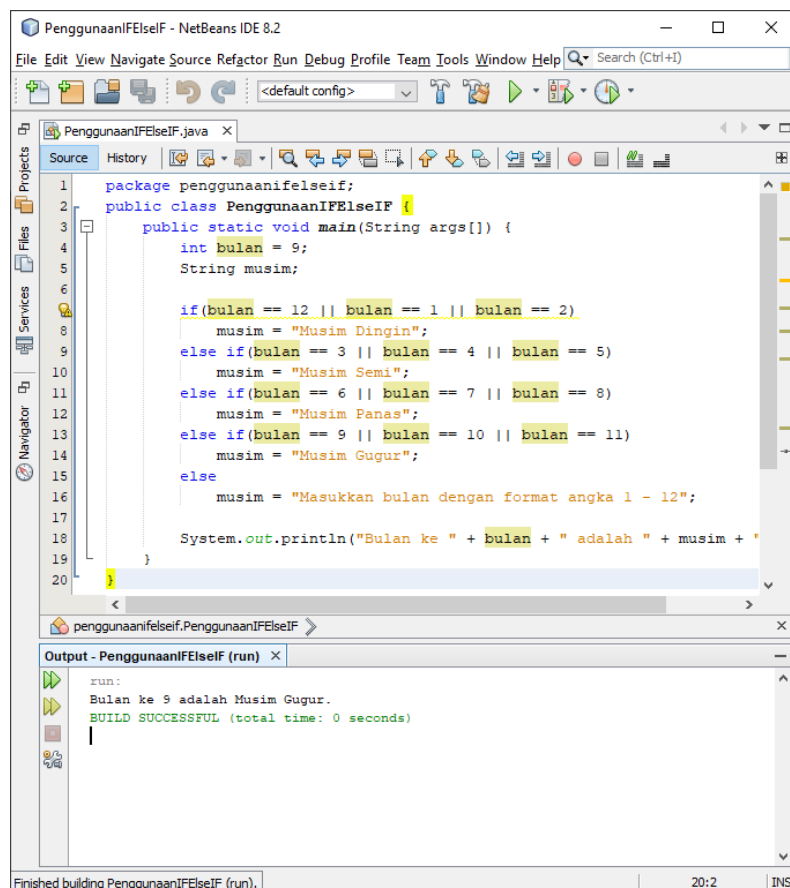 PenggunaanIFElseIF - NetBeans IDE 8.2
File Edit View Navigate Source Refactor Run Debug Profile Team Tools Window Help Search (Ctrl+I)
<default config>
PenggunaanIFElseIF.java
Source History
Projects
Files
Services
Navigator
1 package penggunaanifelseif;
2 public class PenggunaanIFElseIF {
3 public static void main(String args[]) {
4 int bulan = 9;
5 String musim;
6
if(bulan == 12 || bulan == 1 || bulan == 2)
8 musim = "Musim Dingin";
9 else if(bulan == 3 || bulan == 4 || bulan == 5)
10 musim = "Musim Semi";
11 else if(bulan == 6 || bulan == 7 || bulan == 8)
12 musim = "Musim Panas";
13 else if(bulan == 9 || bulan == 10 || bulan == 11)
14 musim = "Musim Gugur";
15 else
16 musim = "Masukkan bulan dengan format angka 1 - 12";
17
18 System.out.println("Bulan ke " + bulan + " adalah " + musim + "
19 }
20 }
penggunaanifelseif.PenggunaanIFElseIF
Output - PenggunaanIFElseIF (run)
run:
Bulan ke 9 adalah Musim Gugur.
BUILD SUCCESSFUL (total time: 0 seconds)
Finished building PenggunaanIFElseIF (run). 20:2 INS